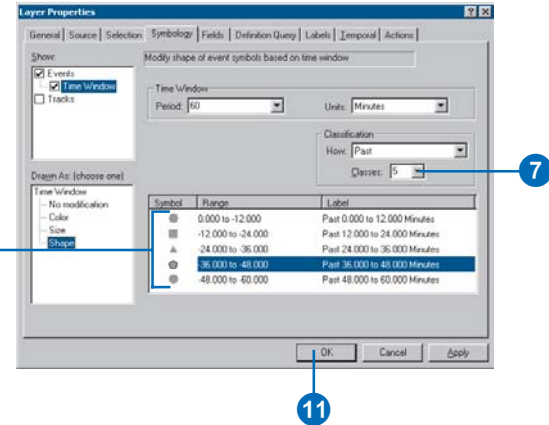 Layer Properties
General Source Selection Symbology Fields Definition Query Labels Temporal Actions
Show:
Events
Time Window
Tracks
Modify shape of event symbols based on time window
Time Window
Period: 60
Units: Minutes
Classification
How: Past
Classes: 5
7
Drawn As: (choose one)
Time Window
No modification
Color
Size
Shape
Symbol Range Label
0.000 to -12.000 Past 0.000 to 12.000 Minutes
-12.000 to -24.000 Past 12.000 to 24.000 Minutes
-24.000 to -36.000 Past 24.000 to 36.000 Minutes
-36.000 to -48.000 Past 36.000 to 48.000 Minutes
-48.000 to -60.000 Past 48.000 to 60.000 Minutes
OK Cancel Apply
11